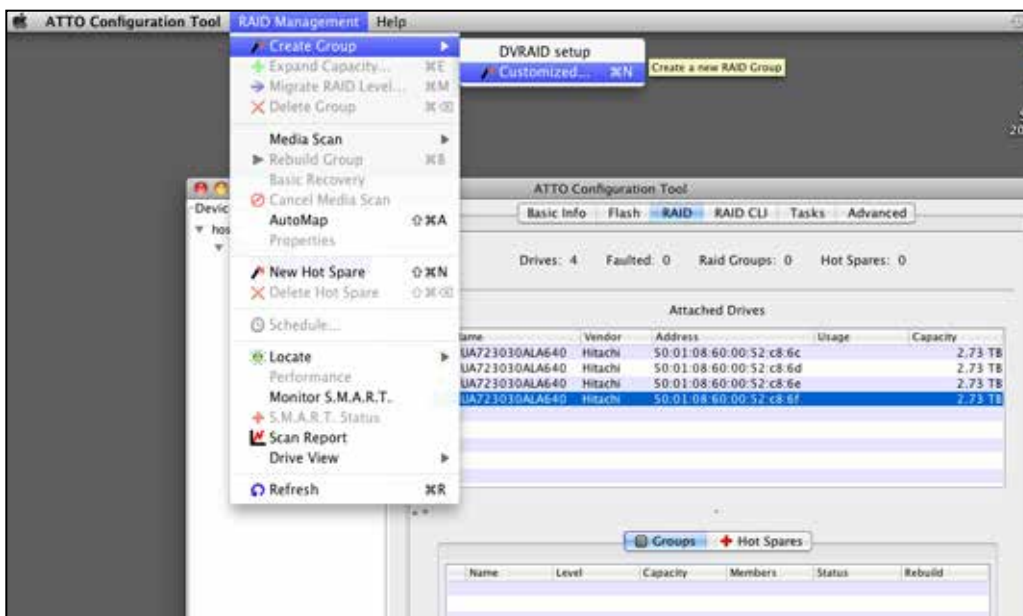 ATTO Configuration Tool RAID Management Help
Create Group
DVRAID setup
Customized... ⌘N
Create a new RAID Group
Expand Capacity... ⌘E
Migrate RAID Level... ⌘M
Delete Group ⌘⌫
Media Scan
Rebuild Group ⌘B
Basic Recovery
Cancel Media Scan
AutoMap ⇧⌘A
Properties
New Hot Spare ⇧⌘N
Delete Hot Spare ⇧⌘⌫
Schedule...
Locate
Performance
Monitor S.M.A.R.T.
S.M.A.R.T. Status
Scan Report
Drive View
Refresh ⌘R
20
ATTO Configuration Tool
Devic
hos
Basic Info Flash RAID RAID CLI Tasks Advanced
Drives: 4 Faulted: 0 Raid Groups: 0 Hot Spares: 0
Attached Drives
ame Vendor Address Usage Capacity
UA723030ALA640 Hitachi 50:01:08:60:00:52:c8:6c 2.73 TB
UA723030ALA640 Hitachi 50:01:08:60:00:52:c8:6d 2.73 TB
UA723030ALA640 Hitachi 50:01:08:60:00:52:c8:6e 2.73 TB
UA723030ALA640 Hitachi 50:01:08:60:00:52:c8:6f 2.73 TB
Groups Hot Spares
Name Level Capacity Members Status Rebuild